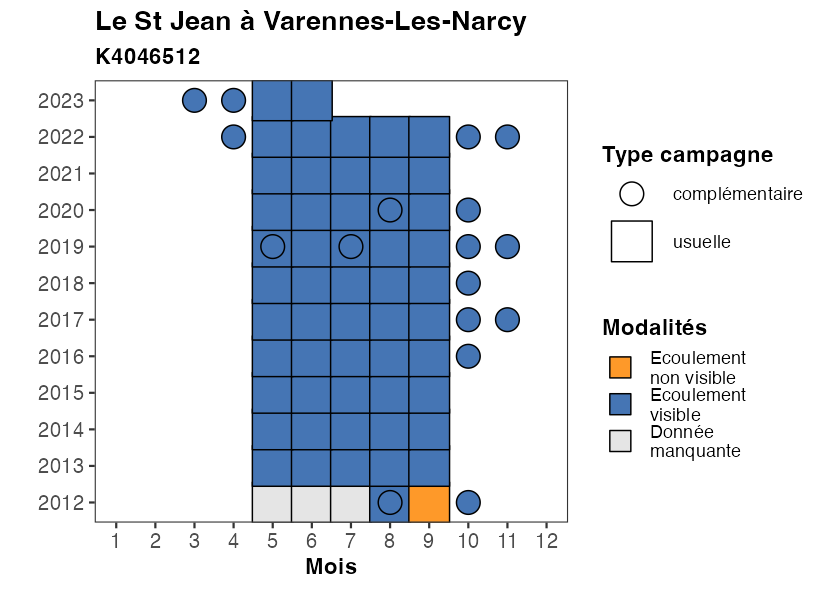 Le St Jean à Varennes-Les-Narcy
K4046512
2023
2022
2021
2020
2019
2018
2017
2016
2015
2014
2013
2012
1 2 3 4 5 6 7 8 9 10 11 12
Mois
Type campagne
complémentaire
usuelle
Modalités
Ecoulement
non visible
Ecoulement
visible
Donnée
manquante